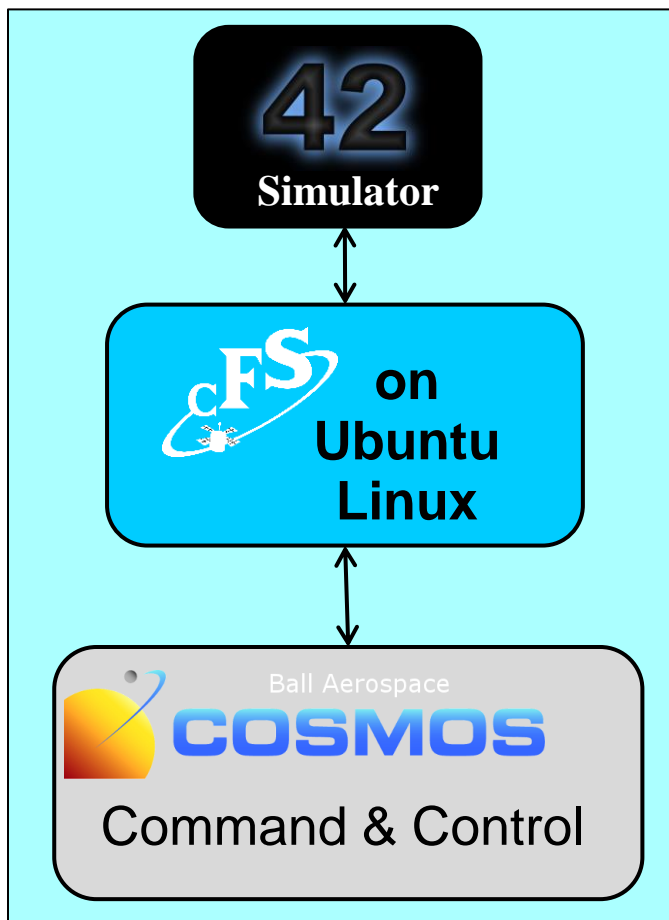 42
Simulator
cFS
on
Ubuntu
Linux
Ball Aerospace
COSMOS
Command & Control